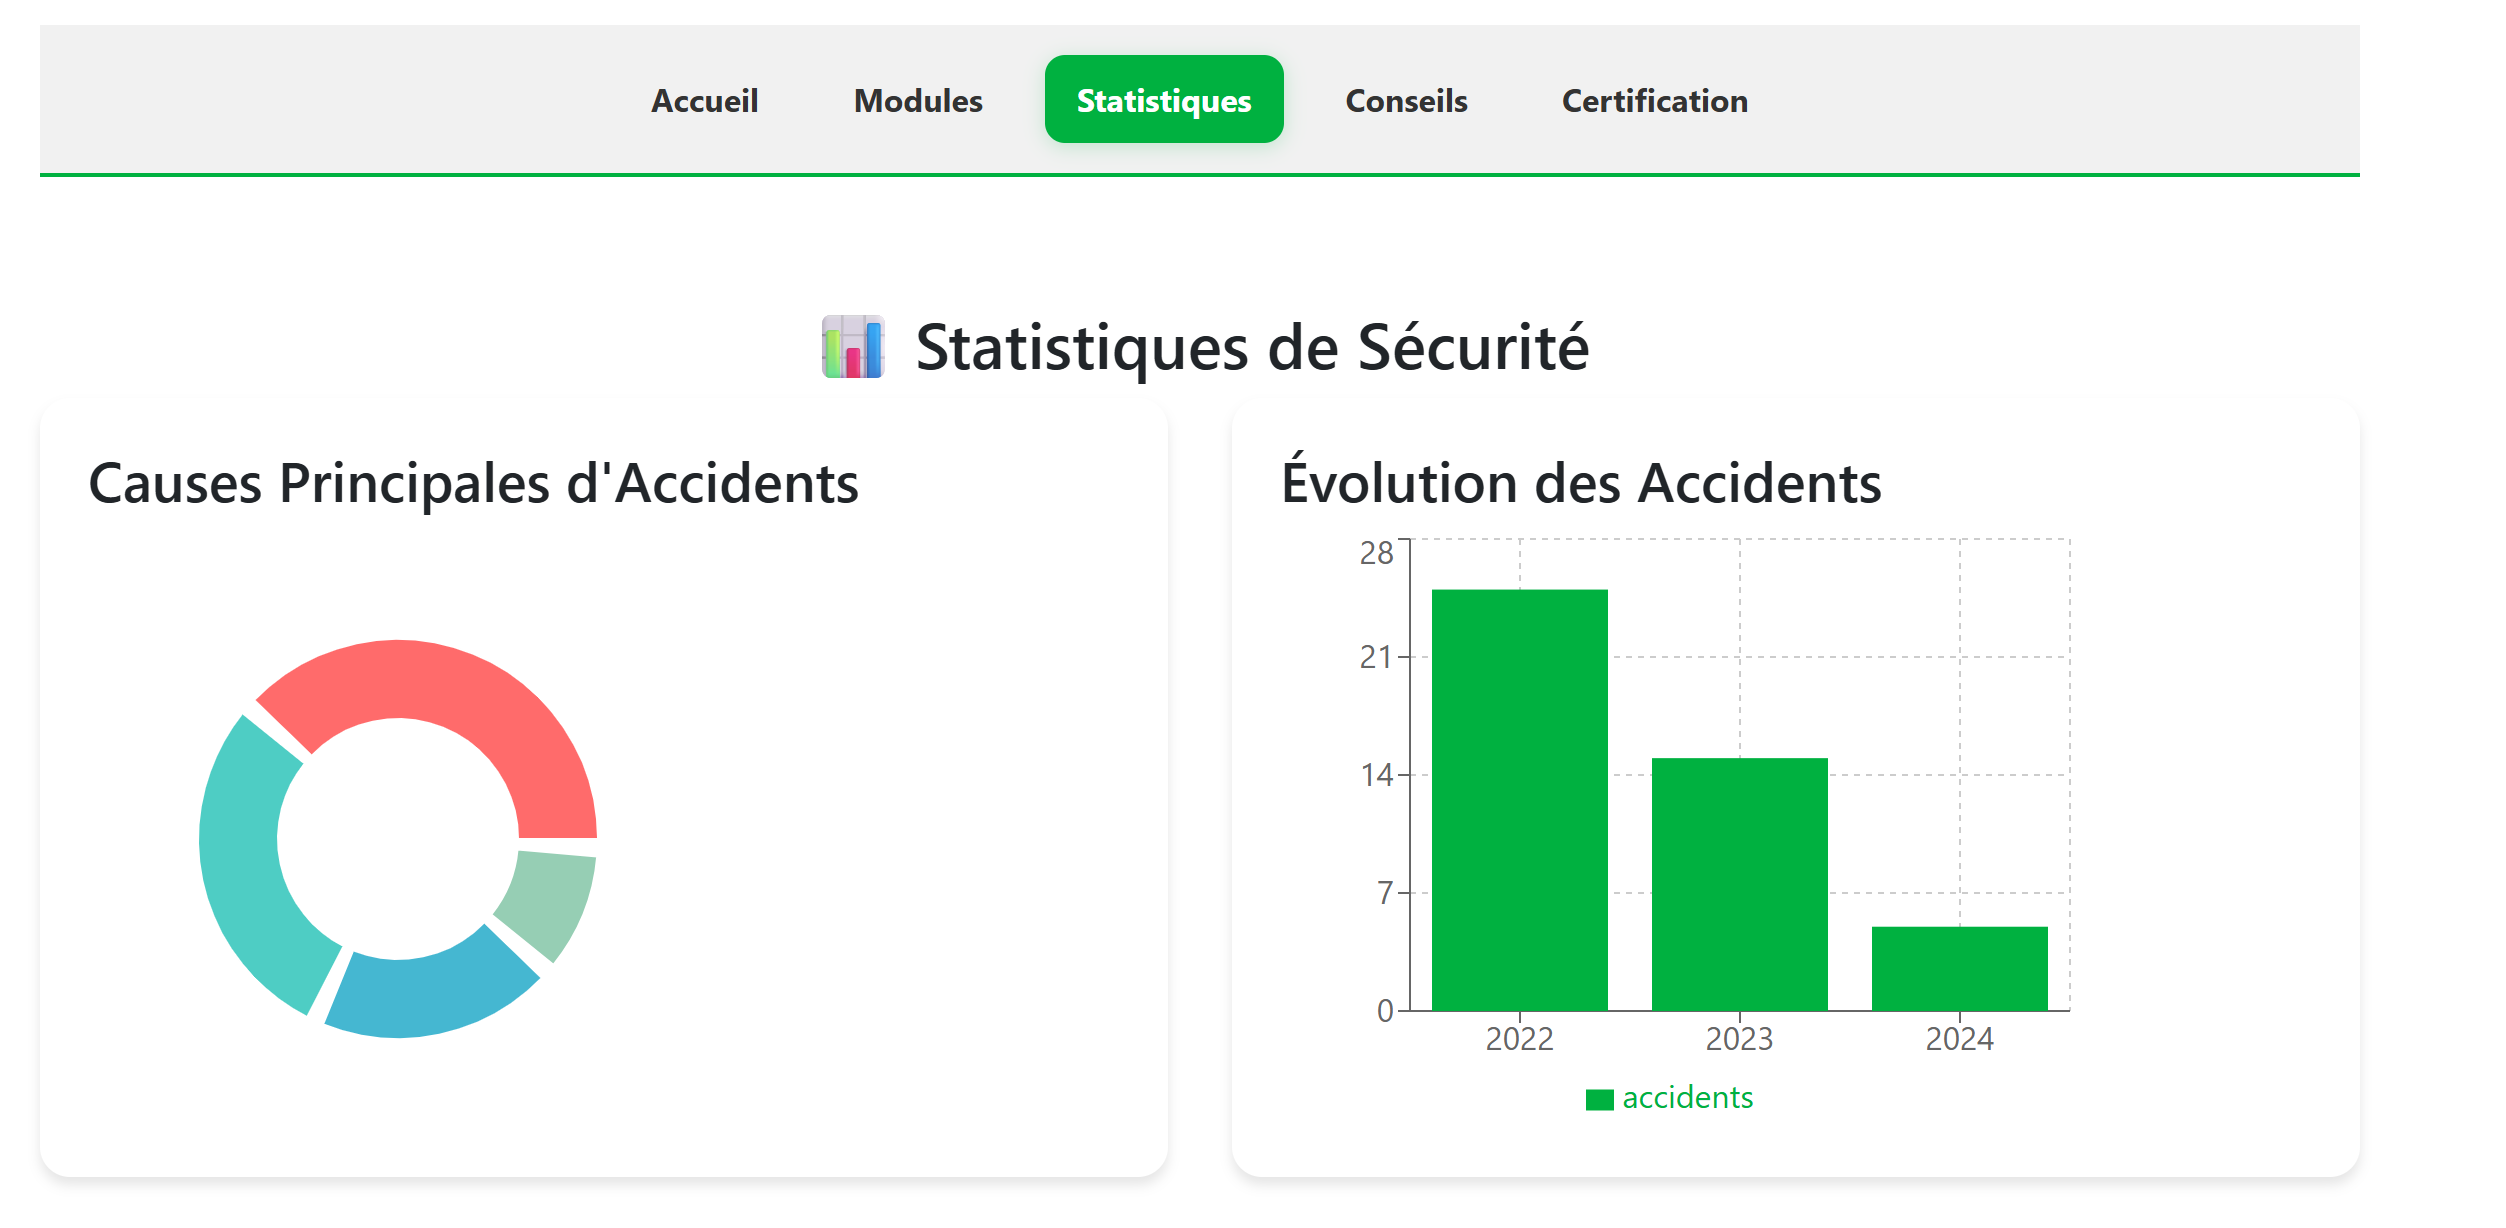 Accueil Modules Statistiques Conseils Certification
Statistiques de Sécurité
Causes Principales d'Accidents
Évolution des Accidents
28
21
14
7
0
2022 2023 2024
accidents